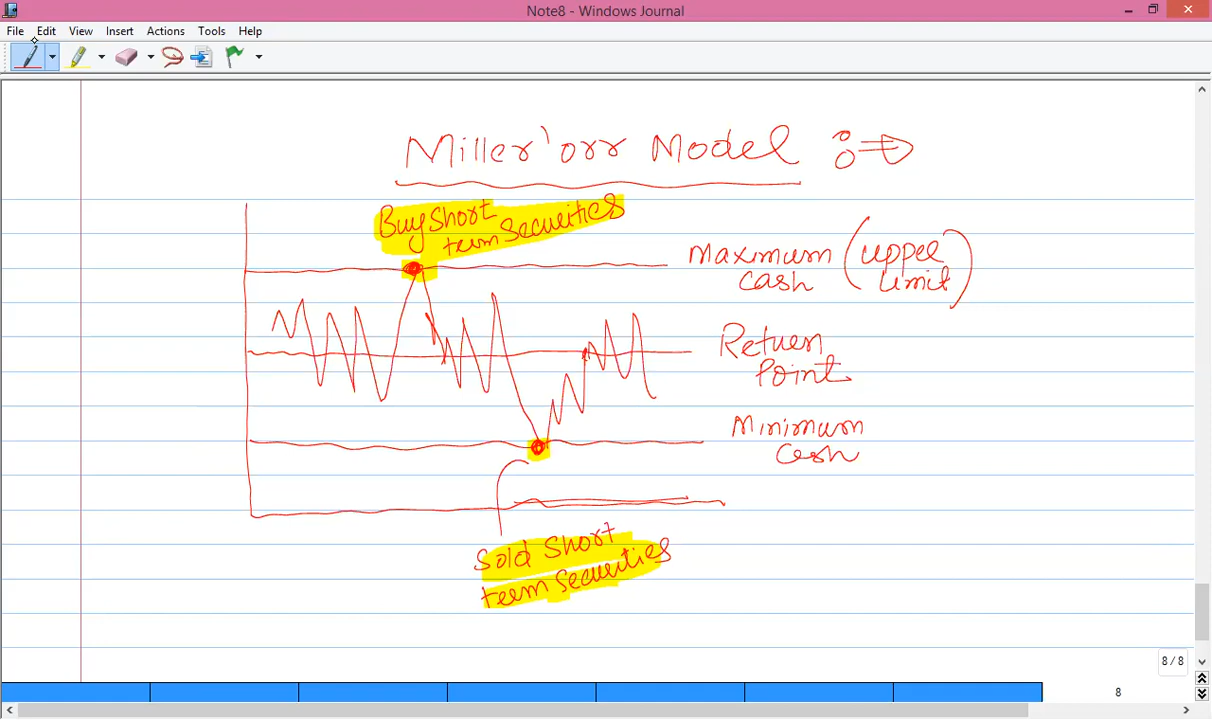 Note8 - Windows Journal
File Edit View Insert Actions Tools Help
Miller'orr Model
Buy Short
term Securities
Maximum (upper
cash limit)
Return
Point
Minimum
Cash
Sold Short
term Securities
8 / 8
8